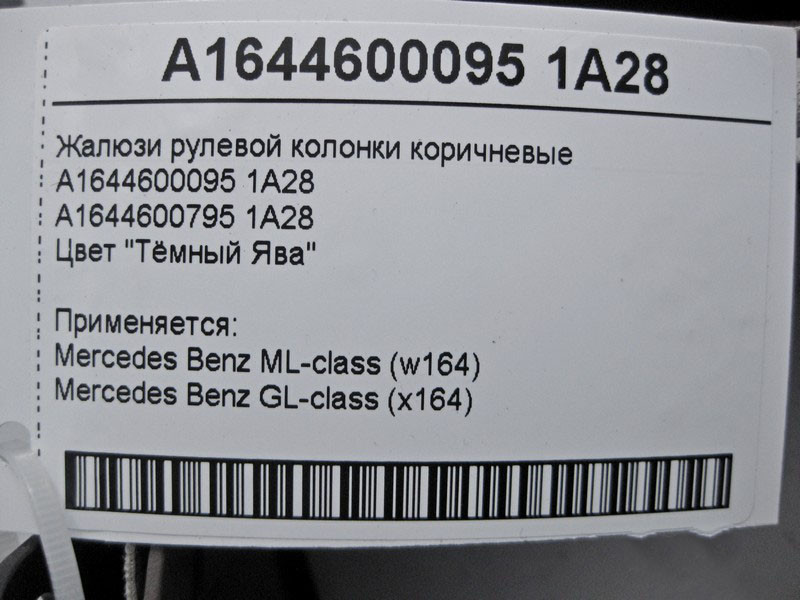 A1644600095 1A28
Жалюзи рулевой колонки коричневые
A1644600095 1A28
A1644600795 1A28
Цвет "Тёмный Ява"
Применяется:
Mercedes Benz ML-class (w164)
Mercedes Benz GL-class (x164)